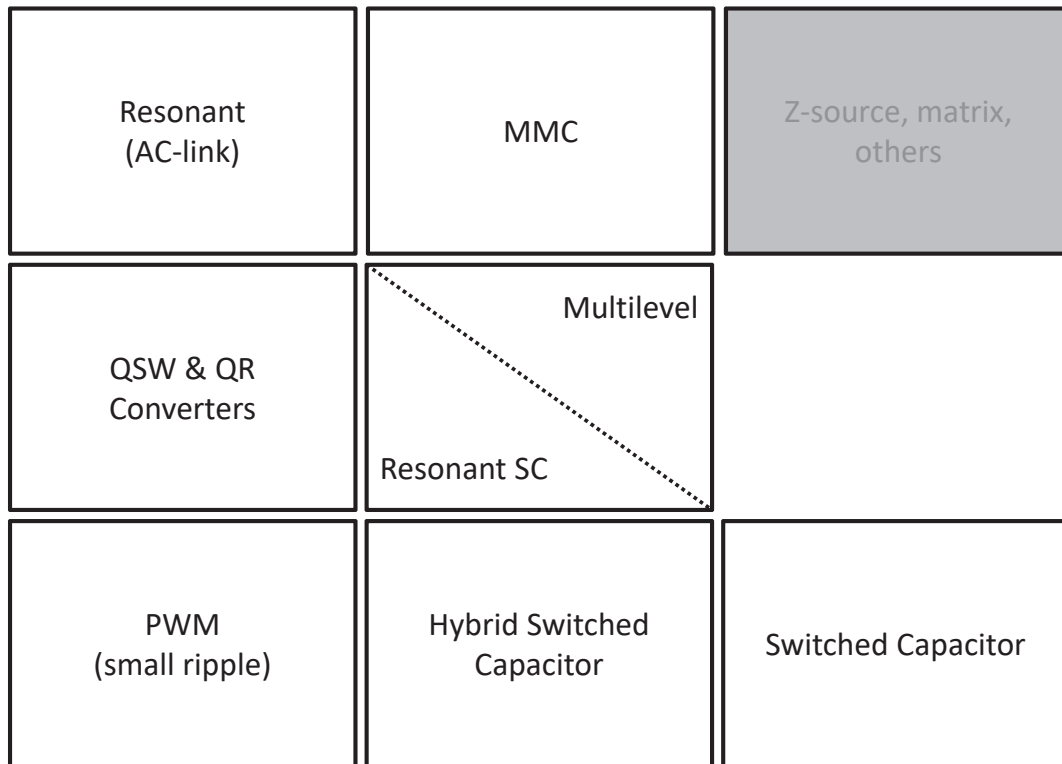 Resonant
(AC-link)
MMC
Z-source, matrix,
others
QSW & QR
Converters
Multilevel
Resonant SC
PWM
(small ripple)
Hybrid Switched
Capacitor
Switched Capacitor